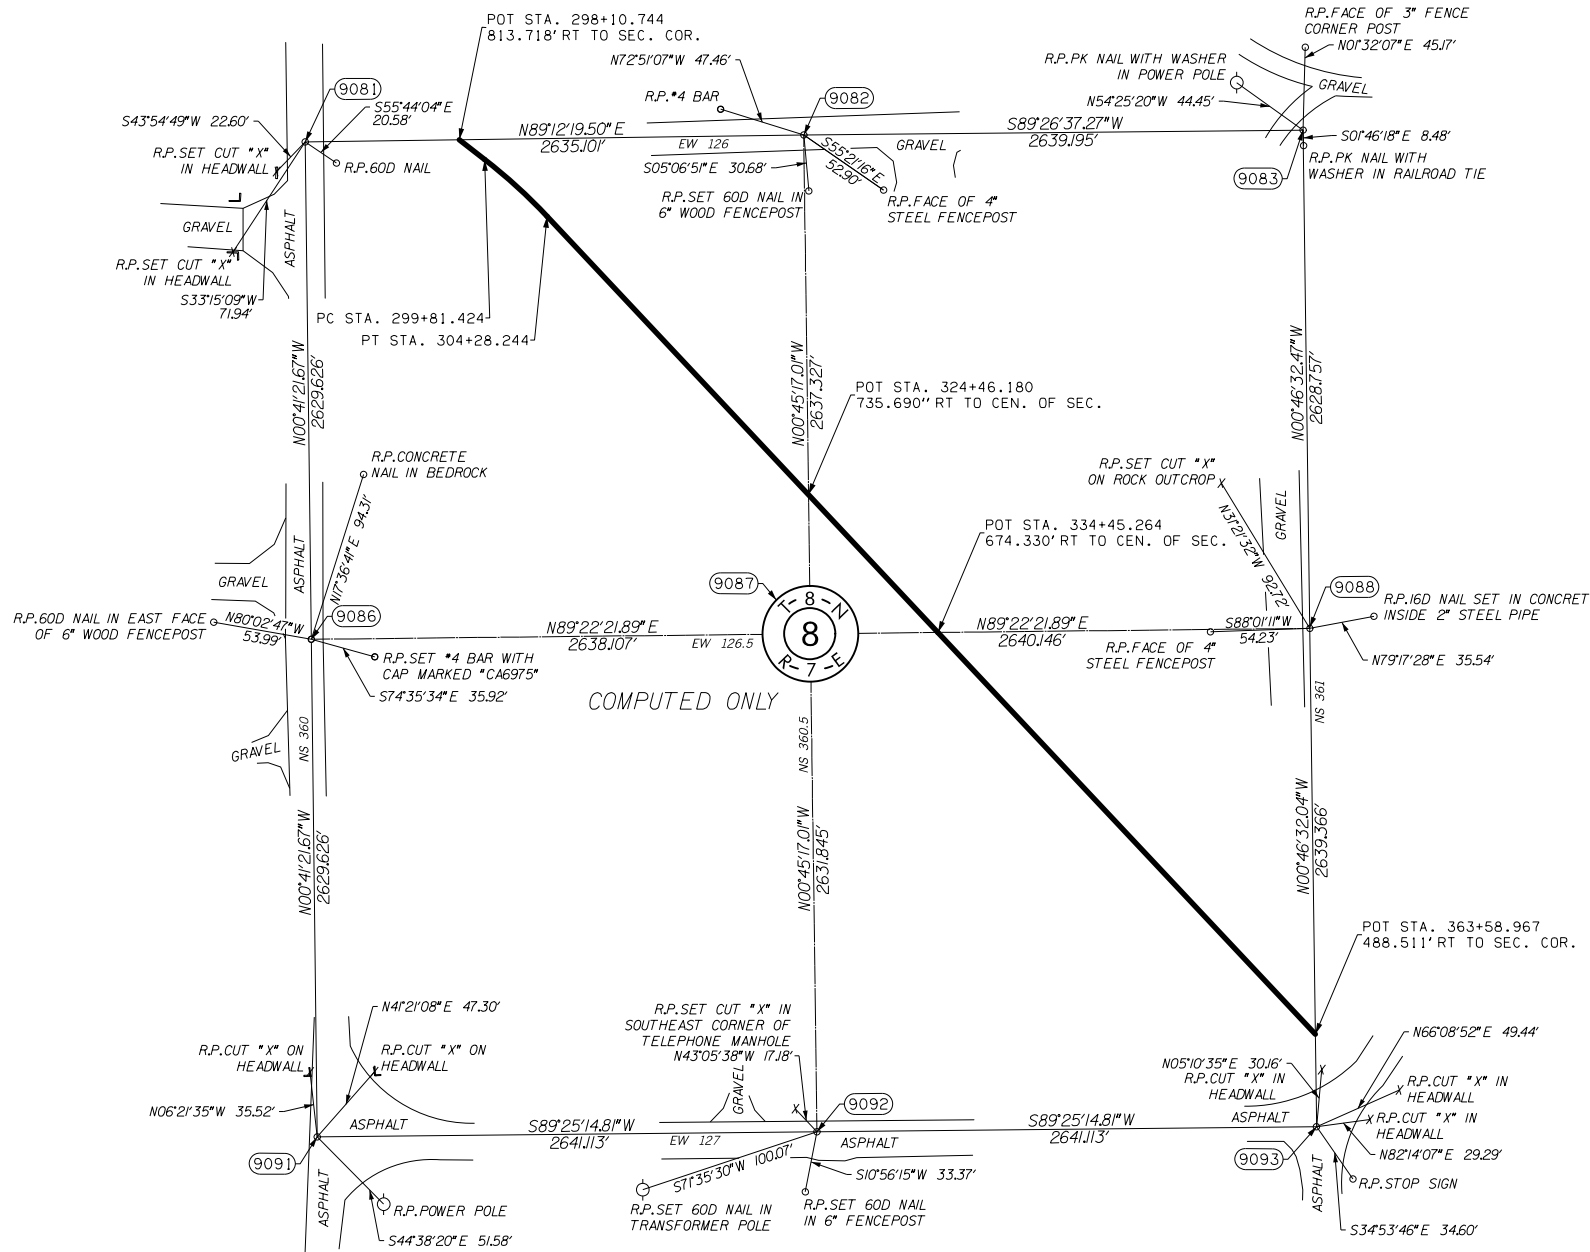 POT STA. 298+10.744
813.718' RT TO SEC. COR.
R.P.FACE OF 3" FENCE
CORNER POST
N01°32'07"E 45.17'
N72°51'07"W 47.46'
R.P.PK NAIL WITH WASHER
IN POWER POLE
GRAVEL
9081
S55°44'04"E
20.58'
R.P.#4 BAR
9082
N54°25'20"W 44.45'
S43°54'49"W 22.60'
N89°12'19.50"E
2635.101'
EW 126
S89°26'37.27"W
2639.195'
S01°46'18"E 8.48'
R.P.SET CUT "X"
IN HEADWALL
R.P.60D NAIL
S05°06'51"E 30.68'
S55°21'16"E
52.90'
GRAVEL
R.P.PK NAIL WITH
WASHER IN RAILROAD TIE
9083
R.P.SET 60D NAIL IN
6" WOOD FENCEPOST
R.P.FACE OF 4"
STEEL FENCEPOST
GRAVEL
ASPHALT
R.P.SET CUT "X"
IN HEADWALL
S33°15'09"W
71.94'
PC STA. 299+81.424
PT STA. 304+28.244
N00°41'21.67"W
2629.626'
N00°45'17.01"W
2637.327'
N00°46'32.47"W
2628.757'
POT STA. 324+46.180
735.690'' RT TO CEN. OF SEC.
R.P.CONCRETE
NAIL IN BEDROCK
N17°36'41"E 94.31'
R.P.SET CUT "X"
ON ROCK OUTCROP
N31°21'32"W 92.72'
GRAVEL
POT STA. 334+45.264
674.330' RT TO CEN. OF SEC.
ASPHALT
GRAVEL
9087
9088
R.P.60D NAIL IN EAST FACE
OF 6" WOOD FENCEPOST
N80°02'47"W
53.99'
9086
T-8-N
8
R-7-E
R.P.16D NAIL SET IN CONCRET
INSIDE 2" STEEL PIPE
N89°22'21.89"E
2638.107'
EW 126.5
N89°22'21.89"E
2640.146'
S88°01'11"W
54.23'
R.P.FACE OF 4"
STEEL FENCEPOST
N79°17'28"E 35.54'
R.P.SET #4 BAR WITH
CAP MARKED "CA6975"
S74°35'34"E 35.92'
COMPUTED ONLY
NS 360
NS 360.5
NS 361
GRAVEL
N00°41'21.67"W
2629.626'
N00°45'17.01"W
2631.845'
N00°46'32.04"W
2639.366'
POT STA. 363+58.967
488.511' RT TO SEC. COR.
N41°21'08"E 47.30'
R.P.SET CUT "X" IN
SOUTHEAST CORNER OF
TELEPHONE MANHOLE
N43°05'38"W 17.18'
N66°08'52"E 49.44'
R.P.CUT "X" ON
HEADWALL
R.P.CUT "X" ON
HEADWALL
N05°10'35"E 30.16'
R.P.CUT "X" IN
HEADWALL
R.P.CUT "X" IN
HEADWALL
N06°21'35"W 35.52'
GRAVEL
9092
ASPHALT
S89°25'14.81"W
2641.113'
EW 127
ASPHALT
S89°25'14.81"W
2641.113'
ASPHALT
R.P.CUT "X" IN
HEADWALL
N82°14'07"E 29.29'
9091
9093
S71°35'30"W 100.07'
S10°56'15"W 33.37'
R.P.STOP SIGN
ASPHALT
R.P.POWER POLE
R.P.SET 60D NAIL IN
TRANSFORMER POLE
R.P.SET 60D NAIL
IN 6" FENCEPOST
ASPHALT
S34°53'46"E 34.60'
S44°38'20"E 51.58'